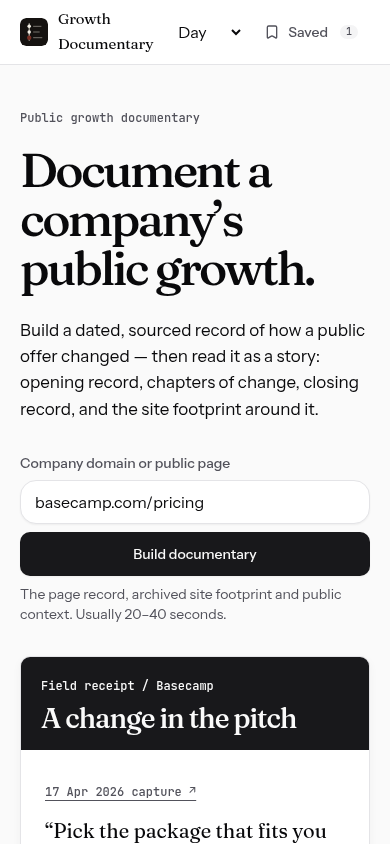 Growth
Documentary
Day
Saved 1
Public growth documentary
Document a
company’s
public growth.
Build a dated, sourced record of how a public
offer changed — then read it as a story:
opening record, chapters of change, closing
record, and the site footprint around it.
Company domain or public page
basecamp.com/pricing
Build documentary
The page record, archived site footprint and public
context. Usually 20–40 seconds.
Field receipt / Basecamp
A change in the pitch
17 Apr 2026 capture ↗
“Pick the package that fits you